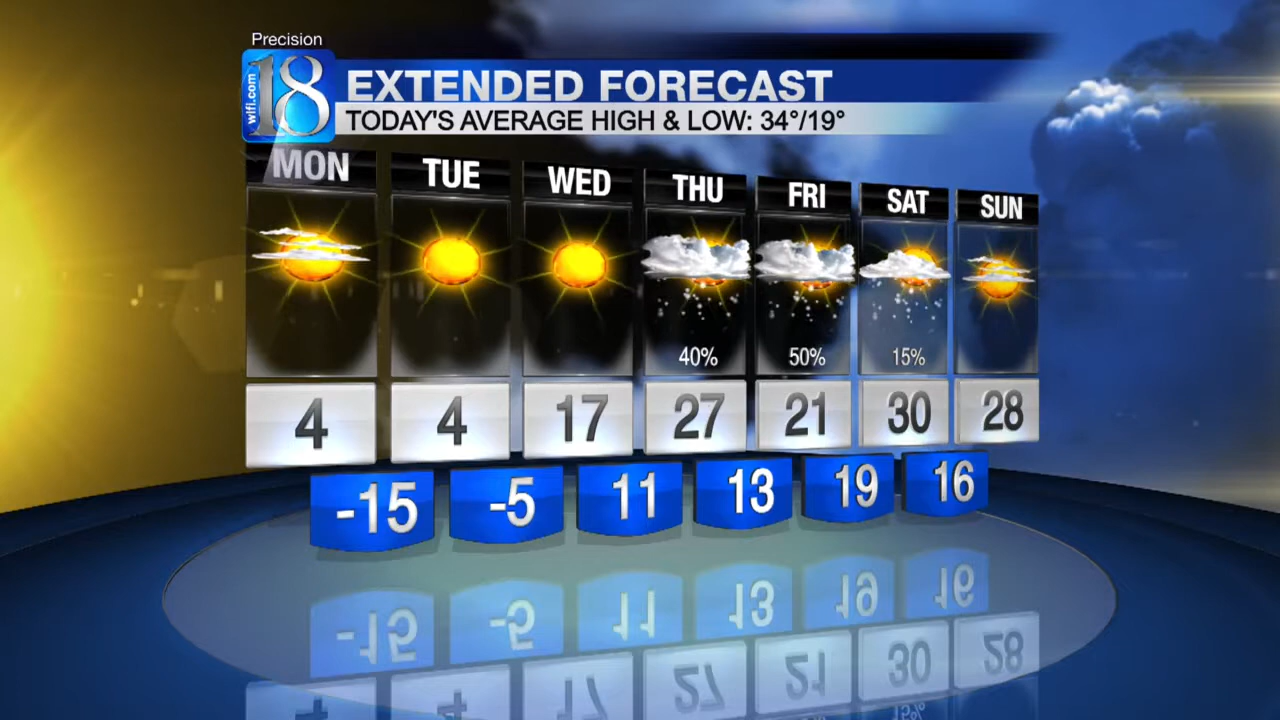 Precision
wlfi.com
18
EXTENDED FORECAST
TODAY'S AVERAGE HIGH & LOW: 34°/19°
MON TUE WED THU FRI SAT SUN
40% 50% 15%
4 4 17 27 21 30 28
-15 -5 11 13 19 16